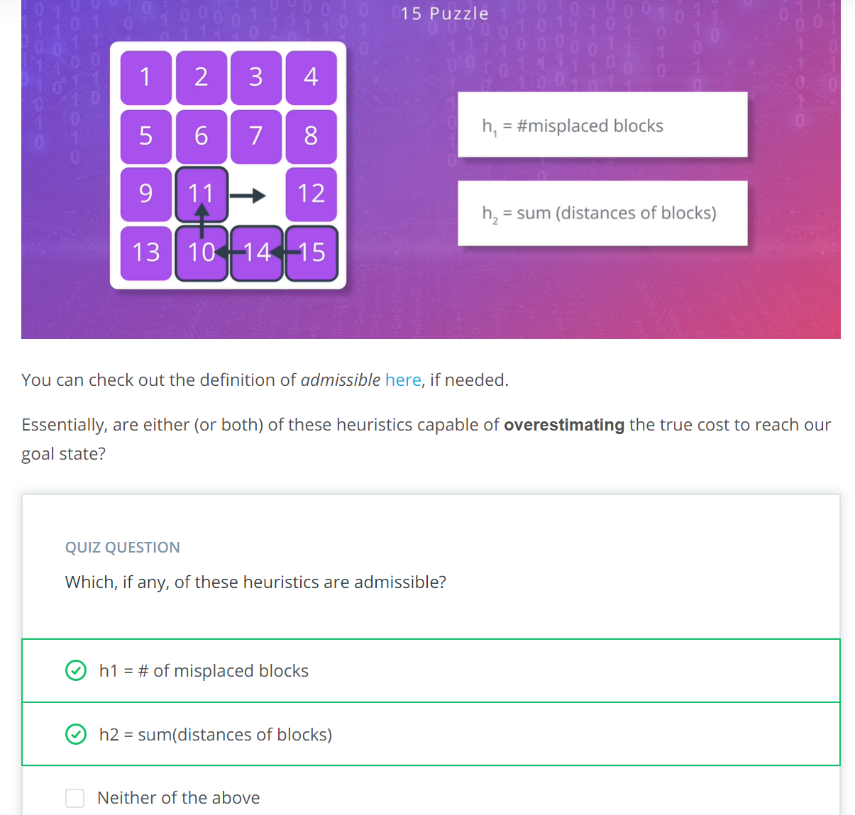 15 Puzzle
1 2 3 4
5 6 7 8
9 11 12
13 10 14 15
h₁ = #misplaced blocks
h₂ = sum (distances of blocks)
You can check out the definition of admissible here, if needed.
Essentially, are either (or both) of these heuristics capable of overestimating the true cost to reach our
goal state?
QUIZ QUESTION
Which, if any, of these heuristics are admissible?
h1 = # of misplaced blocks
h2 = sum(distances of blocks)
Neither of the above